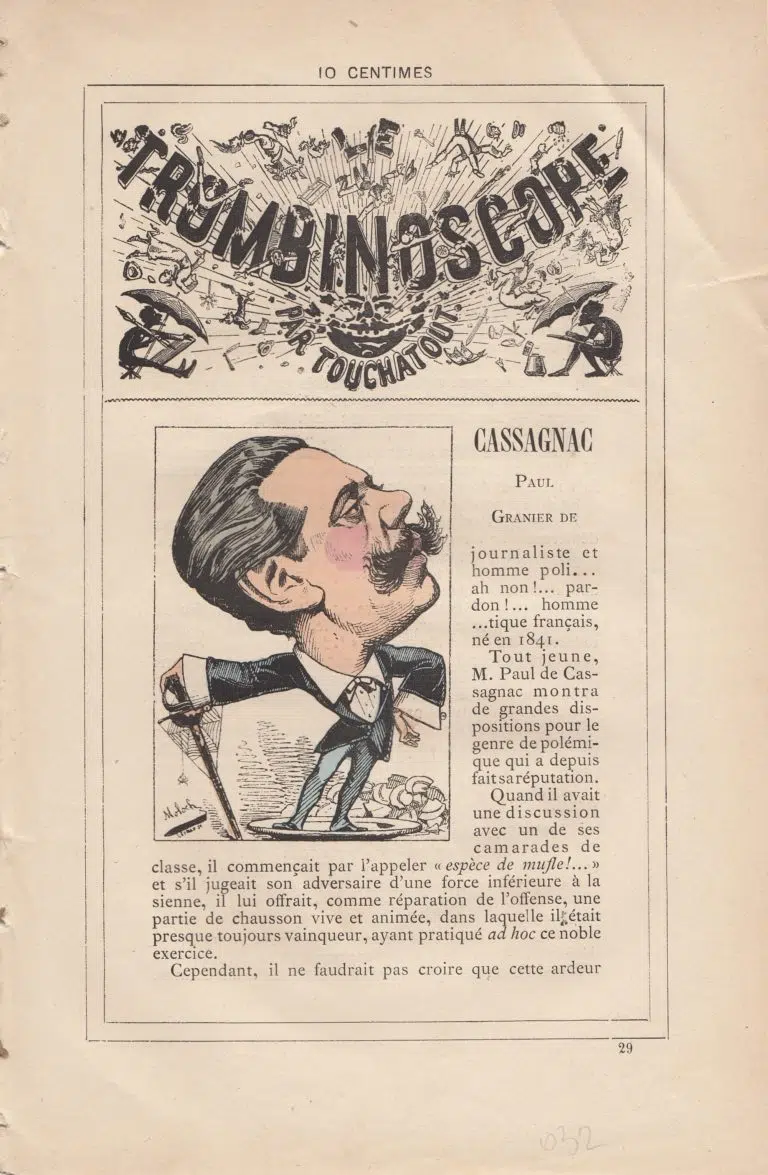 10 CENTIMES
LE
TROMBINOSCOPE
PAR TOUCHATOUT
CASSAGNAC
PAUL
GRANIER DE
journaliste et
homme poli...
ah non !... par-
don !... homme
...tique français,
né en 1841.
Tout jeune,
M. Paul de Cas-
sagnac montra
de grandes dis-
positions pour le
genre de polémi-
que qui a depuis
fait sa réputation.
Quand il avait
une discussion
avec un de ses
camarades de
classe, il commençait par l'appeler « espèce de mufle!... »
et s'il jugeait son adversaire d'une force inférieure à la
sienne, il lui offrait, comme réparation de l'offense, une
partie de chausson vive et animée, dans laquelle il était
presque toujours vainqueur, ayant pratiqué ad hoc ce noble
exercice.
Cependant, il ne faudrait pas croire que cette ardeur
Moloch
29